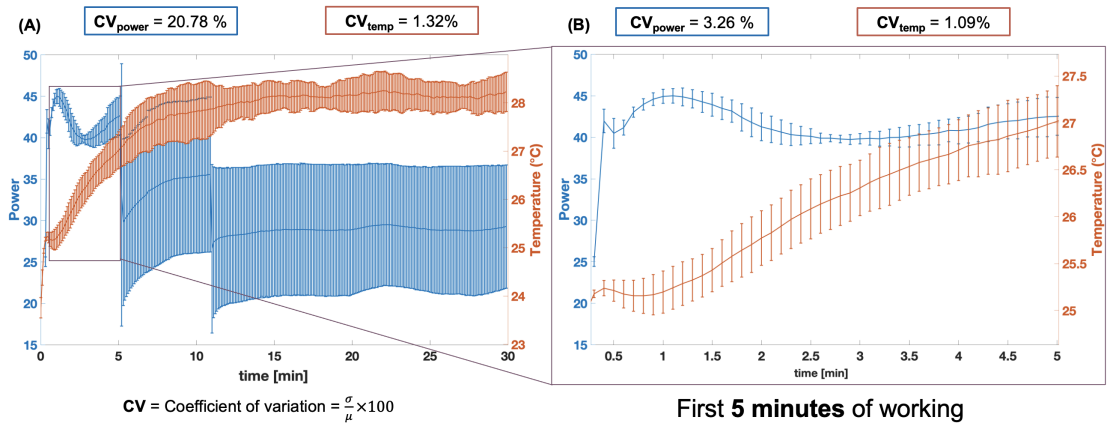 (A)
CVpower = 20.78 %
CVtemp = 1.32%
50
45
40
35
30
25
20
15
Power
28
27
26
25
24
23
Temperature (°C)
0 5 10 15 20 25 30
time [min]
CV = Coefficient of variation = σ/μ ×100
(B)
CVpower = 3.26 %
CVtemp = 1.09%
50
45
40
35
30
25
20
15
Power
27.5
27
26.5
26
25.5
25
Temperature (°C)
0.5 1 1.5 2 2.5 3 3.5 4 4.5 5
time [min]
First 5 minutes of working